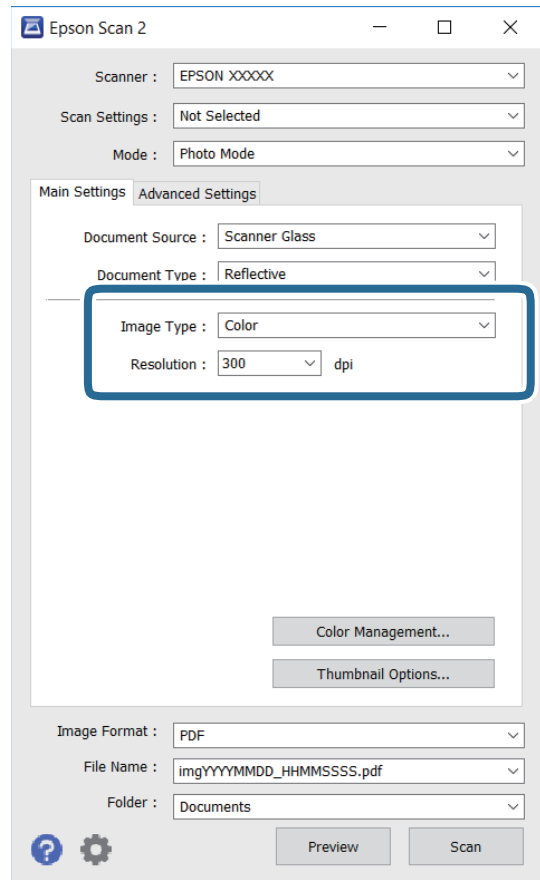 Epson Scan 2
Scanner : EPSON XXXXX
Scan Settings : Not Selected
Mode : Photo Mode
Main Settings Advanced Settings
Document Source : Scanner Glass
Document Type : Reflective
Image Type : Color
Resolution : 300 dpi
Color Management...
Thumbnail Options...
Image Format : PDF
File Name : imgYYYYMMDD_HHMMSSSS.pdf
Folder : Documents
? Preview Scan